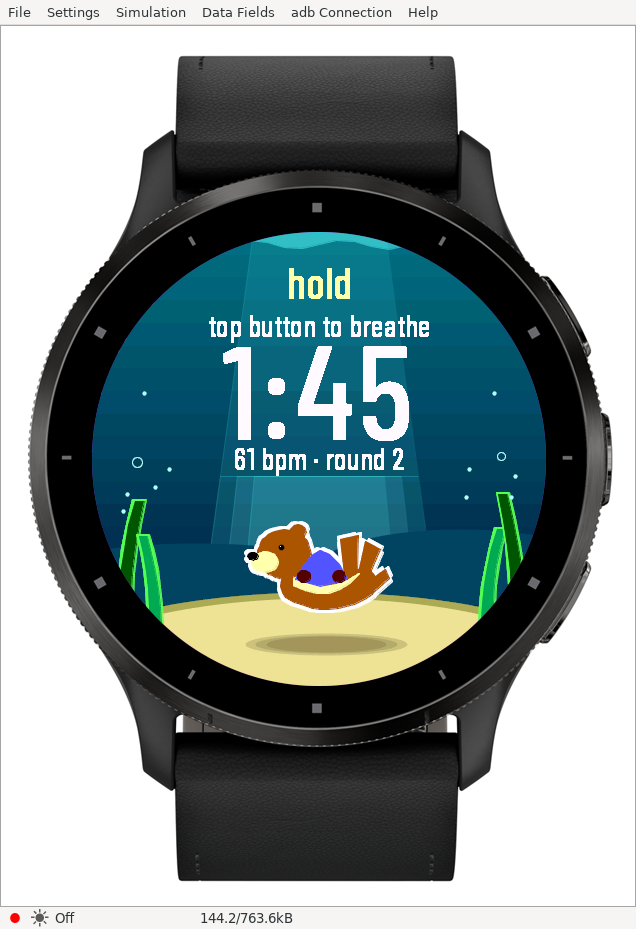 File Settings Simulation Data Fields adb Connection Help
hold
top button to breathe
1:45
61 bpm · round 2
Off 144.2/763.6kB